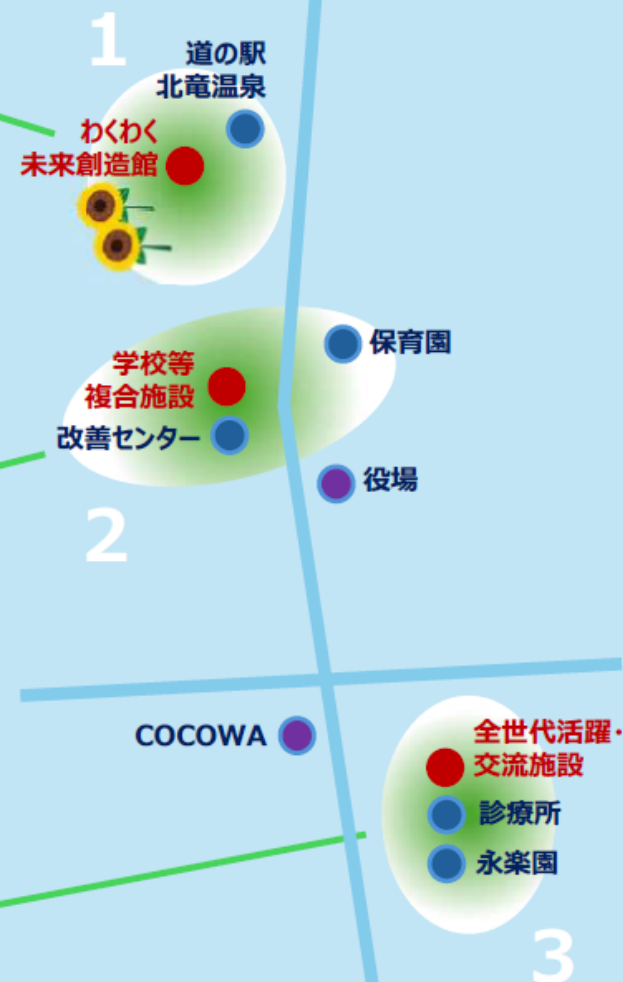 1
道の駅
北竜温泉
わくわく
未来創造館
保育園
学校等
複合施設
改善センター
役場
2
COCOWA
全世代活躍・
交流施設
診療所
永楽園
3